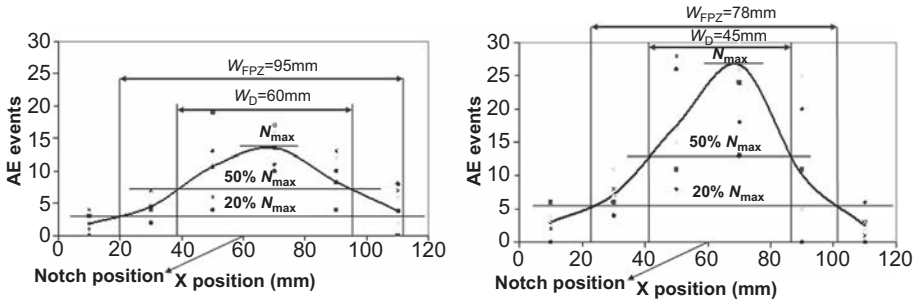 W_FPZ=95mm
W_D=60mm
N_max
50% N_max
20% N_max
AE events
30
25
20
15
10
5
0
0 20 40 60 80 100 120
Notch position
X position (mm)
W_FPZ=78mm
W_D=45mm
N_max
50% N_max
20% N_max
AE events
30
25
20
15
10
5
0
0 20 40 60 80 100 120
Notch position
X position (mm)